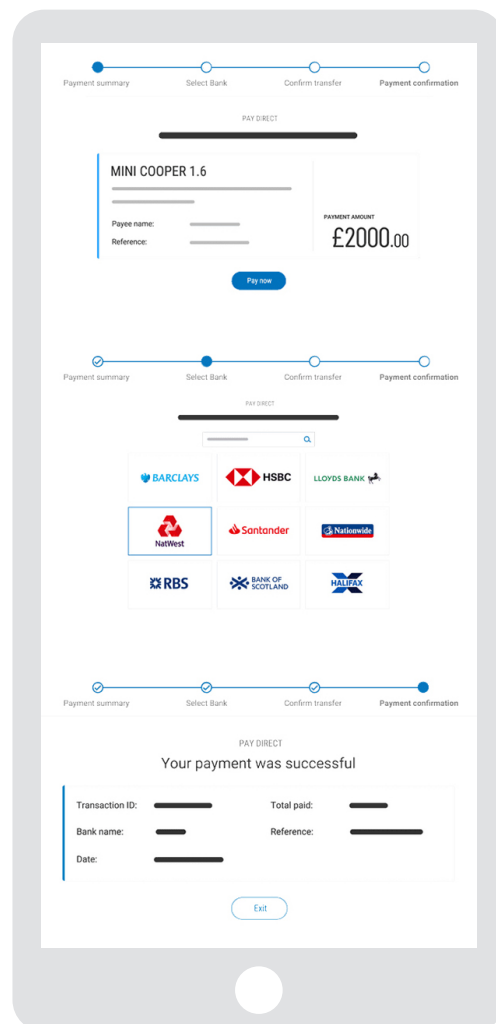 Payment summary Select Bank Confirm transfer Payment confirmation
PAY DIRECT
MINI COOPER 1.6
Payee name:
Reference:
PAYMENT AMOUNT
£2000.00
Pay now
Payment summary Select Bank Confirm transfer Payment confirmation
PAY DIRECT
BARCLAYS HSBC LLOYDS BANK
NatWest Santander Nationwide
RBS BANK OF SCOTLAND HALIFAX
Payment summary Select Bank Confirm transfer Payment confirmation
PAY DIRECT
Your payment was successful
Transaction ID: Total paid:
Bank name: Reference:
Date:
Exit